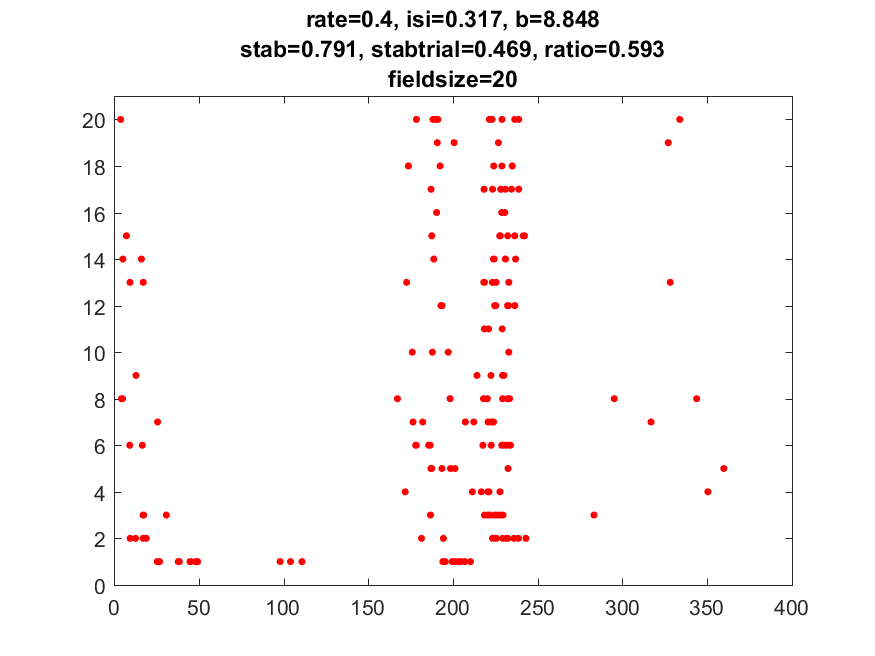 rate=0.4, isi=0.317, b=8.848
stab=0.791, stabtrial=0.469, ratio=0.593
fieldsize=20
20
18
16
14
12
10
8
6
4
2
0
0 50 100 150 200 250 300 350 400